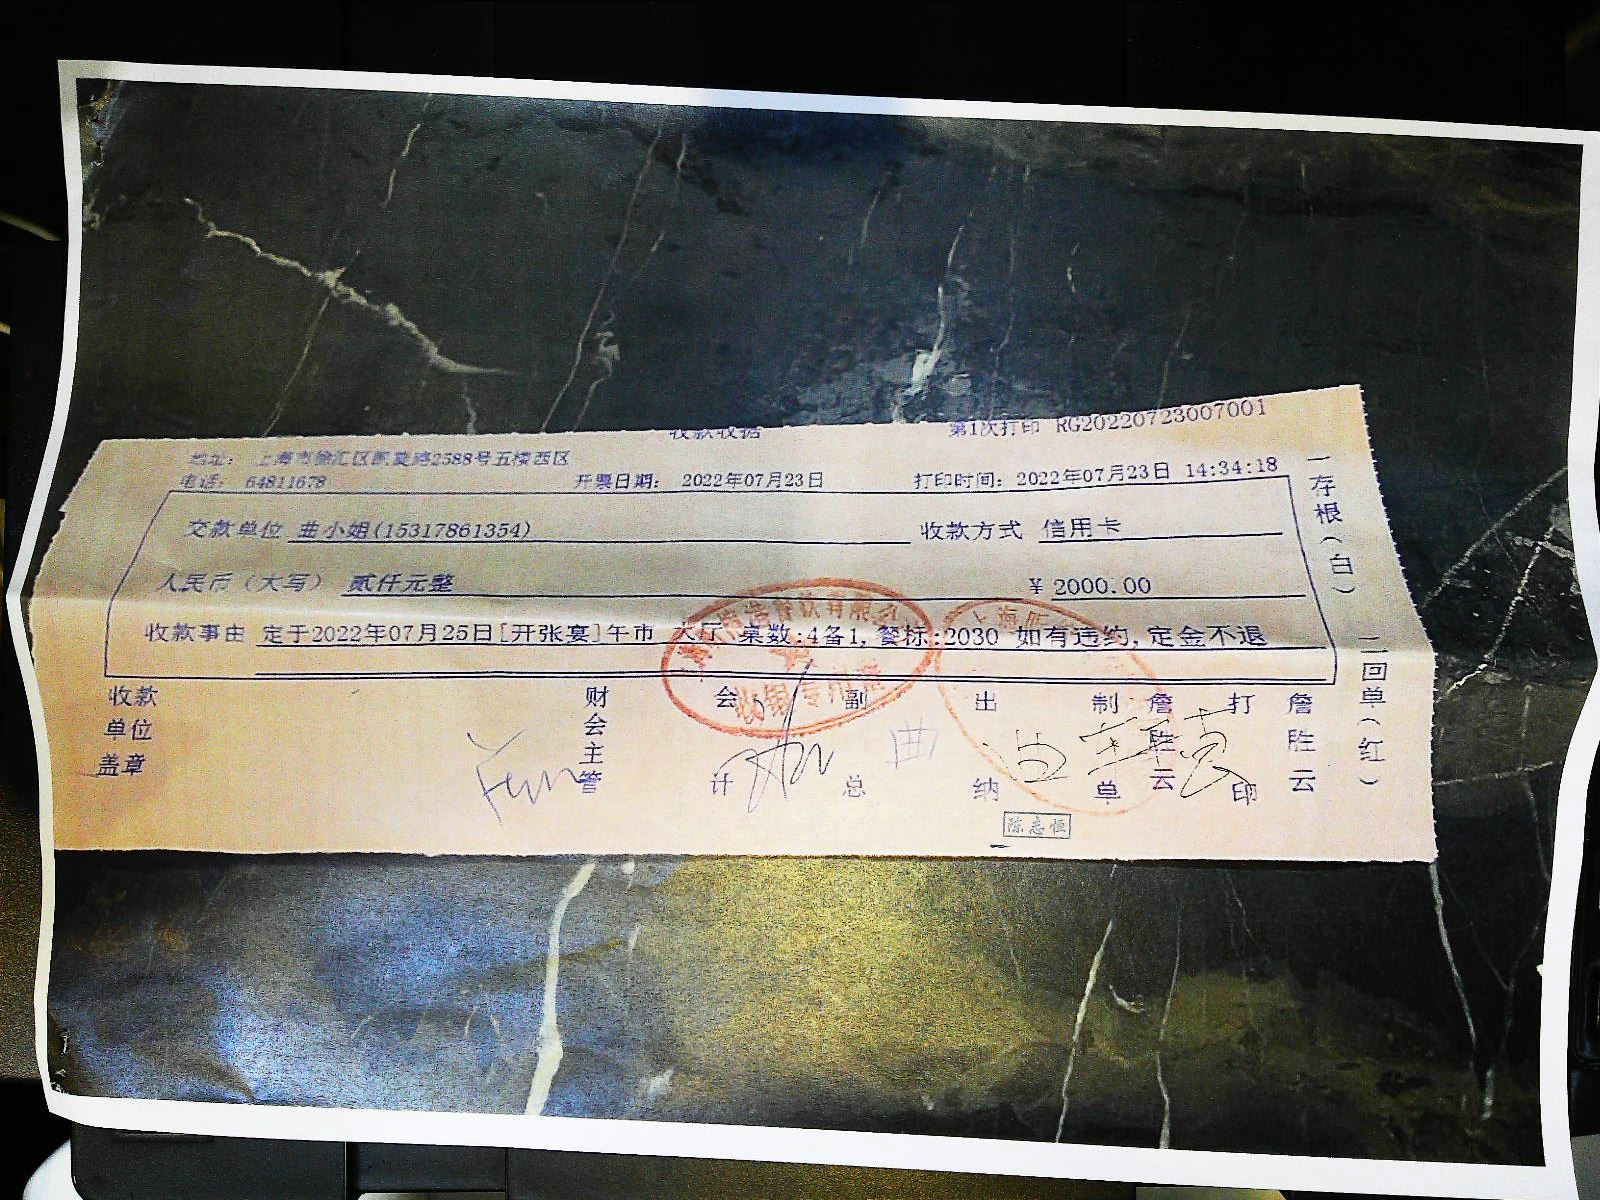 收款收据
第1次打印 RG20220723007001
地址： 上海市徐汇区凯旋路2588号五楼西区
电话： 64811678
开票日期： 2022年07月23日
打印时间：2022年07月23日 14:34:18
交款单位 曲小姐(15317861354)
收款方式 信用卡
人民币（大写） 贰仟元整
¥ 2000.00
收款事由 定于2022年07月25日[开张宴]午市 大厅 桌数:4备1,餐标:2030 如有违约,定金不退
一存根（白）
二回单（红）
收款单位盖章
财会主管
会计
副总
出纳
制单
詹胜云
打印
詹胜云
曲
陈志恒